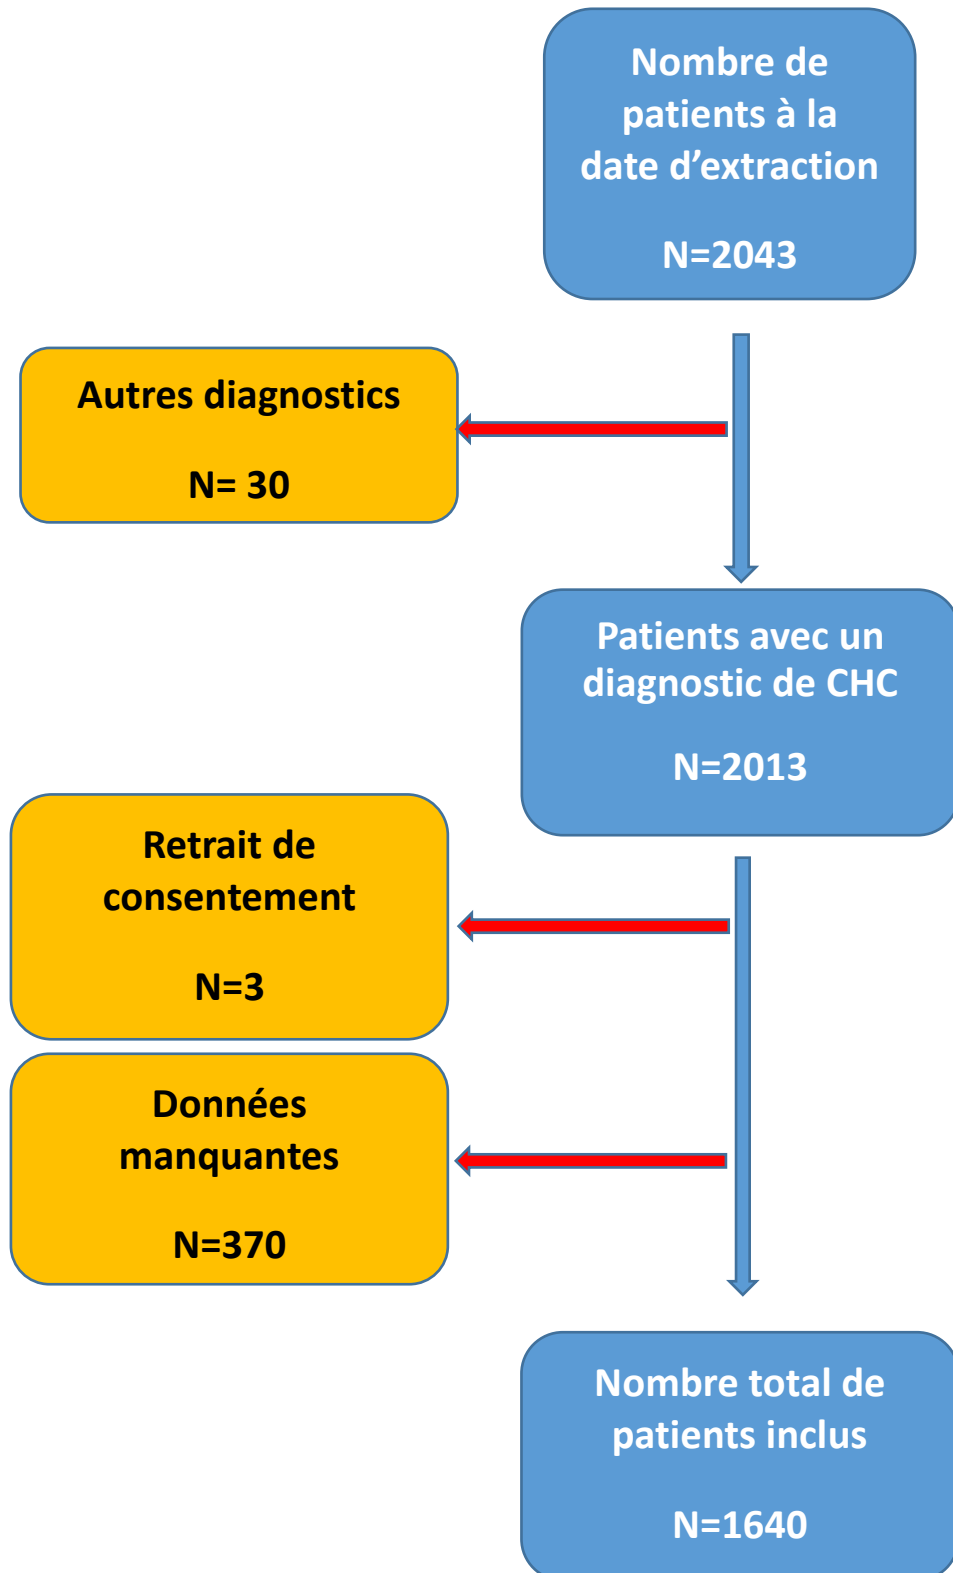 Nombre de
patients à la
date d’extraction
N=2043
Autres diagnostics
N= 30
Patients avec un
diagnostic de CHC
N=2013
Retrait de
consentement
N=3
Données
manquantes
N=370
Nombre total de
patients inclus
N=1640